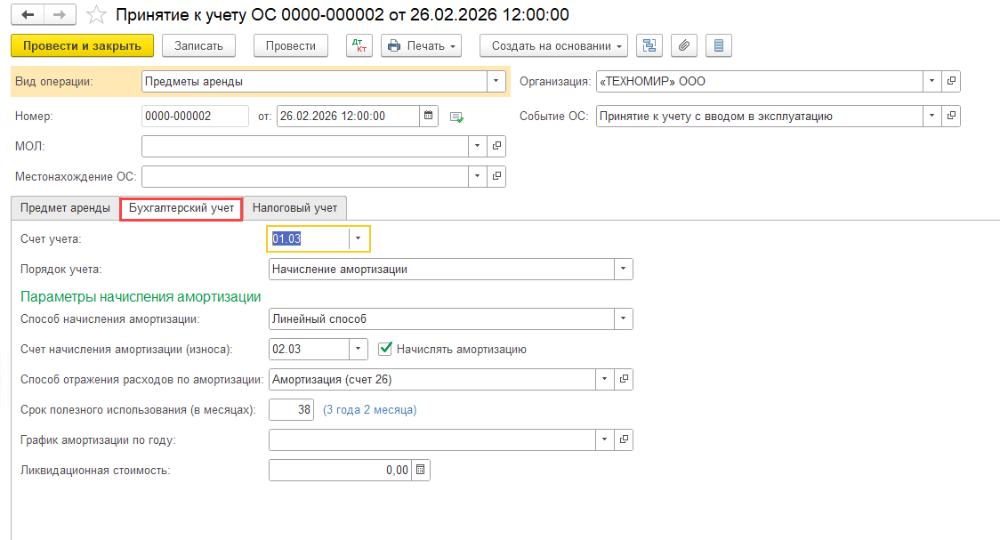 Принятие к учету ОС 0000-000002 от 26.02.2026 12:00:00
Провести и закрыть Записать Провести Дт Кт Печать Создать на основании
Вид операции: Предметы аренды Организация: «ТЕХНОМИР» ООО
Номер: 0000-000002 от: 26.02.2026 12:00:00 Событие ОС: Принятие к учету с вводом в эксплуатацию
МОЛ:
Местонахождение ОС:
Предмет аренды Бухгалтерский учет Налоговый учет
Счет учета: 01.03
Порядок учета: Начисление амортизации
Параметры начисления амортизации
Способ начисления амортизации: Линейный способ
Счет начисления амортизации (износа): 02.03 Начислять амортизацию
Способ отражения расходов по амортизации: Амортизация (счет 26)
Срок полезного использования (в месяцах): 38 (3 года 2 месяца)
График амортизации по году:
Ликвидационная стоимость: 0,00